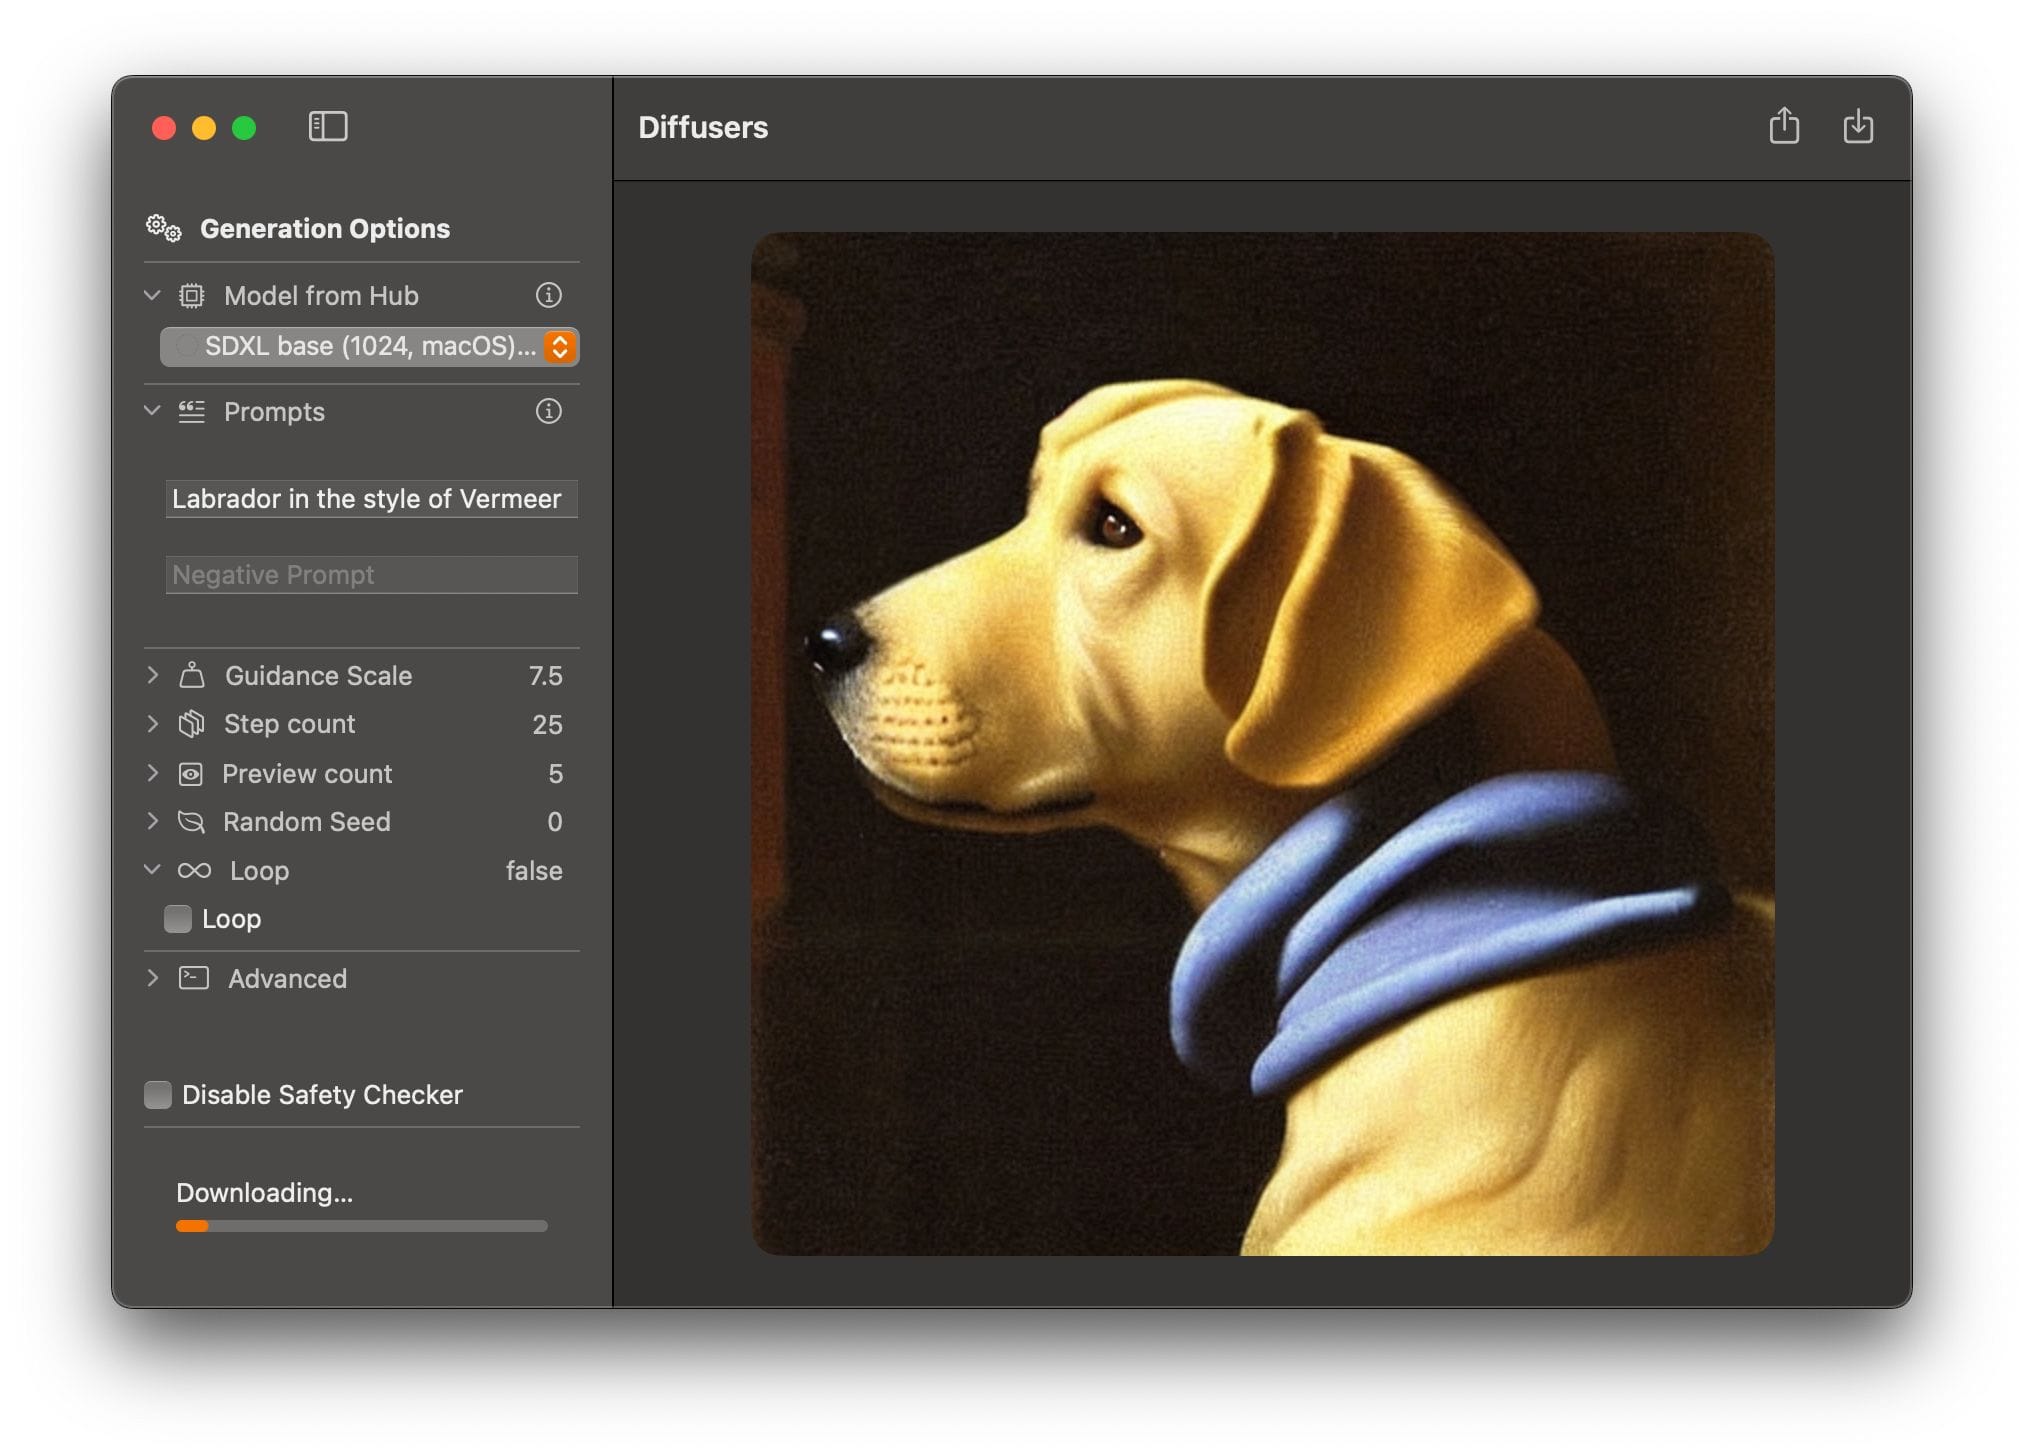 Diffusers
Generation Options
Model from Hub
SDXL base (1024, macOS)...
Prompts
Labrador in the style of Vermeer
Negative Prompt
Guidance Scale 7.5
Step count 25
Preview count 5
Random Seed 0
Loop false
Loop
Advanced
Disable Safety Checker
Downloading...